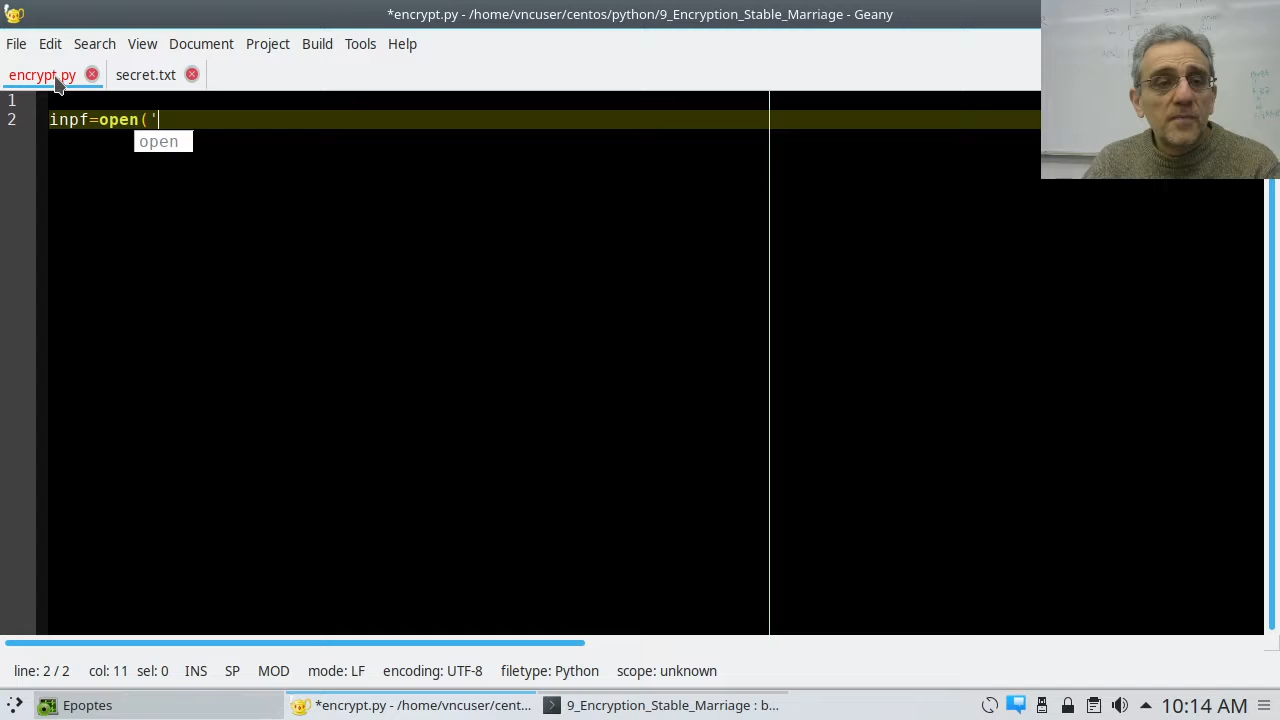 *encrypt.py - /home/vncuser/centos/python/9_Encryption_Stable_Marriage - Geany
File Edit Search View Document Project Build Tools Help
encrypt.py secret.txt
1
2 inpf=open('
open
line: 2 / 2 col: 11 sel: 0 INS SP MOD mode: LF encoding: UTF-8 filetype: Python scope: unknown
Epoptes *encrypt.py - /home/vncuser/cent... 9_Encryption_Stable_Marriage : b... 10:14 AM